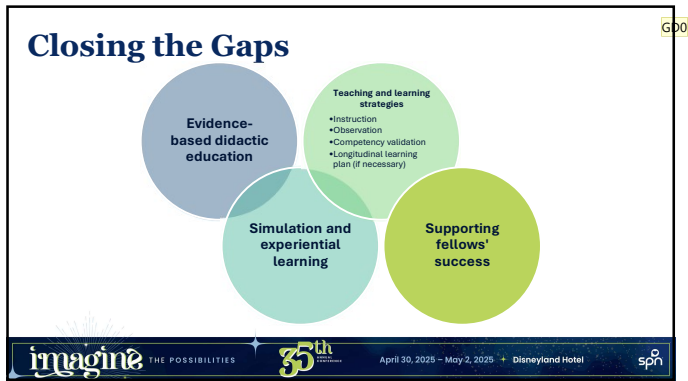 Closing the Gaps
GD0
Evidence-
based didactic
education
Teaching and learning
strategies
•Instruction
•Observation
•Competency validation
•Longitudinal learning
plan (if necessary)
Simulation and
experiential
learning
Supporting
fellows'
success
imagine THE POSSIBILITIES
35th
ANNUAL
CONFERENCE
April 30, 2025 – May 2, 2025 + Disneyland Hotel
spn